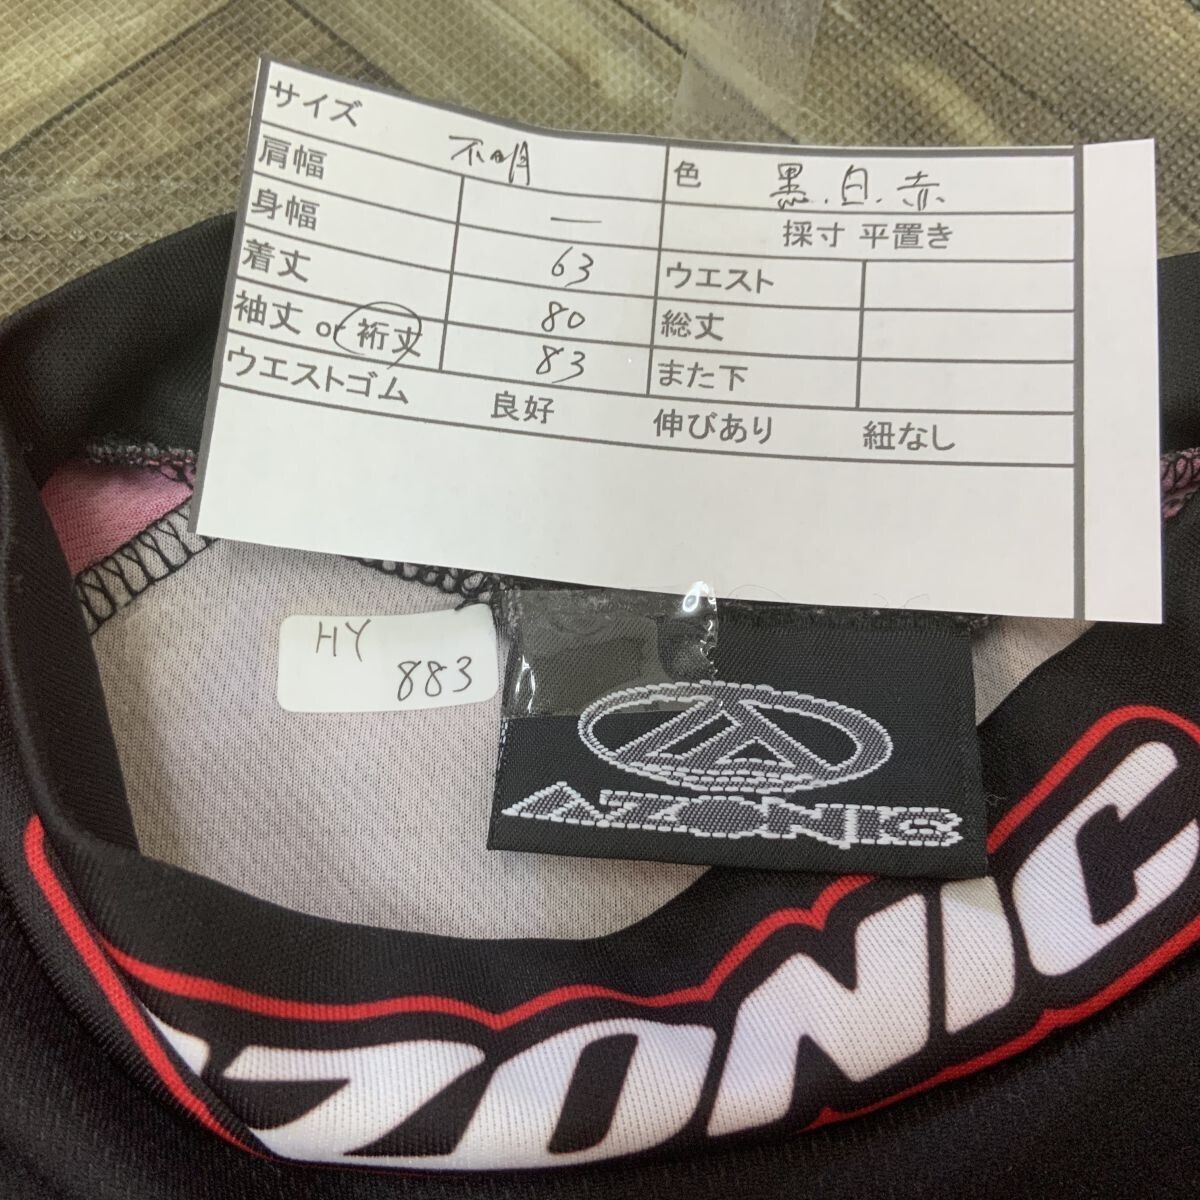 サイズ 不明 色 黒.白.赤
肩幅 — 採寸 平置き
身幅 63 ウエスト
着丈 80 総丈
袖丈 or 裄丈 83 また下
ウエストゴム 良好 伸びあり 紐なし
HY
883
AZONIC
AZONIC